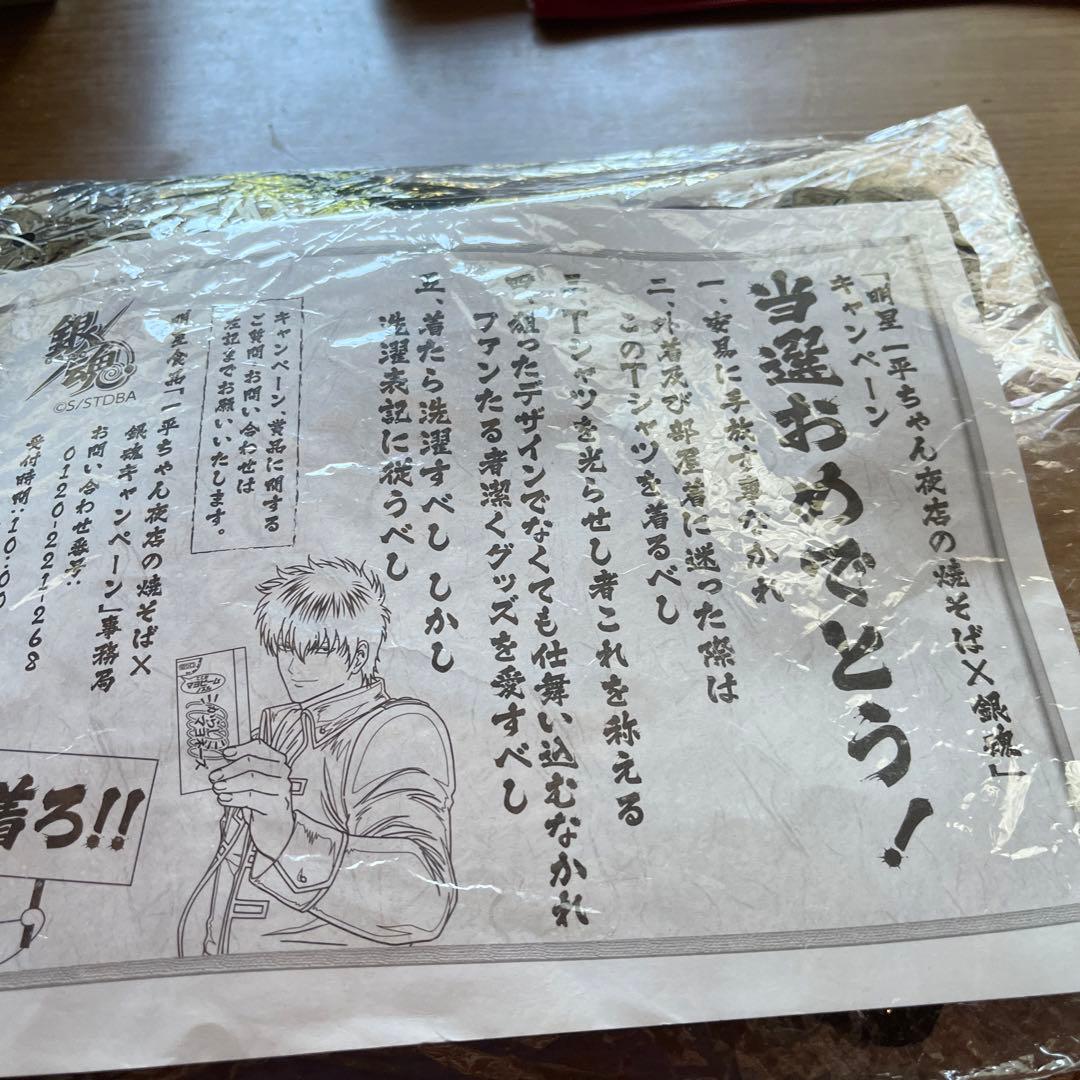 「明星 一平ちゃん夜店の焼そば×銀魂」
キャンペーン
当選おめでとう!
一、安易に手放す事なかれ
二、外着及び部屋着に迷った際は
このTシャツを着るべし
三、Tシャツを光らせし者これを称える
四、狙ったデザインでなくても仕舞い込むなかれ
ファンたる者潔くグッズを愛すべし
五、着たら洗濯すべし しかし
洗濯表記に従うべし
キャンペーン、賞品に関する
ご質問・お問い合わせは
左記までお願いいたします。
明星食品「一平ちゃん夜店の焼そば×
銀魂キャンペーン」事務局
お問い合わせ番号:
0120-221-268
受付時間:10:00
銀魂
©S/STDBA
からし
マヨネーズ
着ろ!!